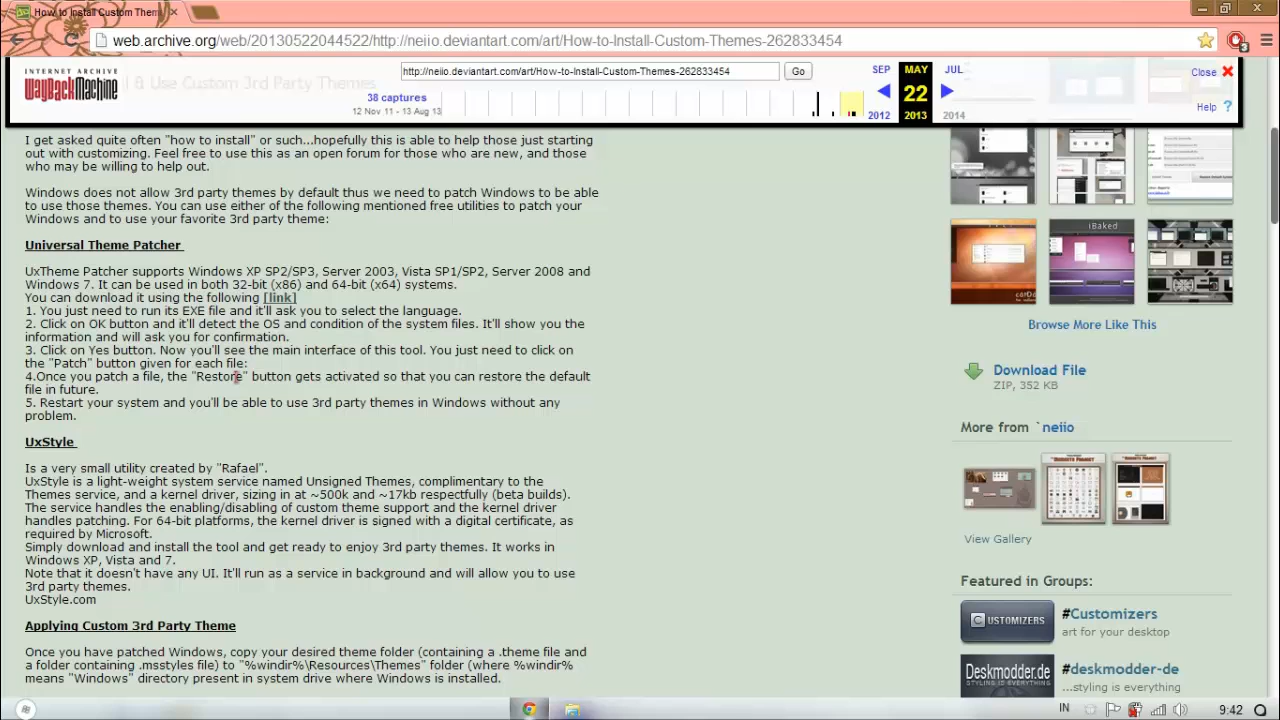 How to Install Custom Them
web.archive.org/web/20130522044522/http://neiio.deviantart.com/art/How-to-Install-Custom-Themes-262833454
3
INTERNET ARCHIVE
WayBackMachine
& Use Custom 3rd Party Themes
http://neiio.deviantart.com/art/How-to-Install-Custom-Themes-262833454
Go
38 captures
12 Nov 11 - 13 Aug 13
SEP MAY JUL
22
2012 2013 2014
Close
Help ?
I get asked quite often "how to install" or such...hopefully this is able to help those just starting
out with customizing. Feel free to use this as an open forum for those who are new, and those
who may be willing to help out.
Windows does not allow 3rd party themes by default thus we need to patch Windows to be able
to use those themes. You can use either of the following mentioned free utilities to patch your
Windows and to use your favorite 3rd party theme:
Universal Theme Patcher
UxTheme Patcher supports Windows XP SP2/SP3, Server 2003, Vista SP1/SP2, Server 2008 and
Windows 7. It can be used in both 32-bit (x86) and 64-bit (x64) systems.
You can download it using the following [link]
1. You just need to run its EXE file and it'll ask you to select the language.
2. Click on OK button and it'll detect the OS and condition of the system files. It'll show you the
information and will ask you for confirmation.
3. Click on Yes button. Now you'll see the main interface of this tool. You just need to click on
the "Patch" button given for each file:
4.Once you patch a file, the "Restore" button gets activated so that you can restore the default
file in future.
5. Restart your system and you'll be able to use 3rd party themes in Windows without any
problem.
UxStyle
Is a very small utility created by "Rafael".
UxStyle is a light-weight system service named Unsigned Themes, complimentary to the
Themes service, and a kernel driver, sizing in at ~500k and ~17kb respectfully (beta builds).
The service handles the enabling/disabling of custom theme support and the kernel driver
handles patching. For 64-bit platforms, the kernel driver is signed with a digital certificate, as
required by Microsoft.
Simply download and install the tool and get ready to enjoy 3rd party themes. It works in
Windows XP, Vista and 7.
Note that it doesn't have any UI. It'll run as a service in background and will allow you to use
3rd party themes.
UxStyle.com
Applying Custom 3rd Party Theme
Once you have patched Windows, copy your desired theme folder (containing a .theme file and
a folder containing .msstyles file) to "%windir%\Resources\Themes" folder (where %windir%
means "Windows" directory present in system drive where Windows is installed.
iBaked
Browse More Like This
Download File
ZIP, 352 KB
More from `neiio
View Gallery
Featured in Groups:
CUSTOMIZERS
#Customizers
art for your desktop
Deskmodder.de
STYLING IS EVERYTHING
#deskmodder-de
...styling is everything
IN
9:42